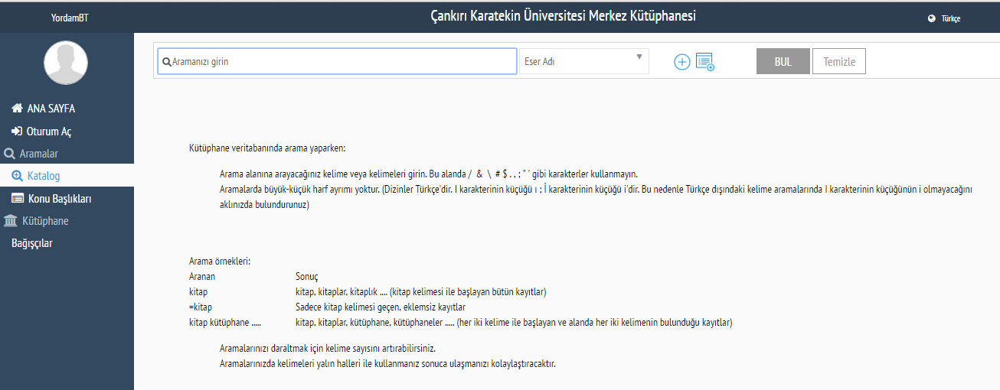 YordamBT
Çankırı Karatekin Üniversitesi Merkez Kütüphanesi
Türkçe
Aramanızı girin
Eser Adı
BUL
Temizle
ANA SAYFA
Oturum Aç
Aramalar
Katalog
Konu Başlıkları
Kütüphane
Bağışçılar
Kütüphane veritabanında arama yaparken:
Arama alanına arayacağınız kelime veya kelimeleri girin. Bu alanda / & \ # $ . , ; " ' gibi karakterler kullanmayın.
Aramalarda büyük-küçük harf ayrımı yoktur. (Dizinler Türkçe'dir. I karakterinin küçüğü ı ; İ karakterinin küçüğü i'dir. Bu nedenle Türkçe dışındaki kelime aramalarında I karakterinin küçüğünün i olmayacağını
aklınızda bulundurunuz)
Arama örnekleri:
Aranan Sonuç
kitap kitap, kitaplar, kitaplık .... (kitap kelimesi ile başlayan bütün kayıtlar)
=kitap Sadece kitap kelimesi geçen, eklemsiz kayıtlar
kitap kütüphane ..... kitap, kitaplar, kütüphane, kütüphaneler ..... (her iki kelime ile başlayan ve alanda her iki kelimenin bulunduğu kayıtlar)
Aramalarınızı daraltmak için kelime sayısını artırabilirsiniz.
Aramalarınızda kelimeleri yalın halleri ile kullanmanız sonuca ulaşmanızı kolaylaştıracaktır.